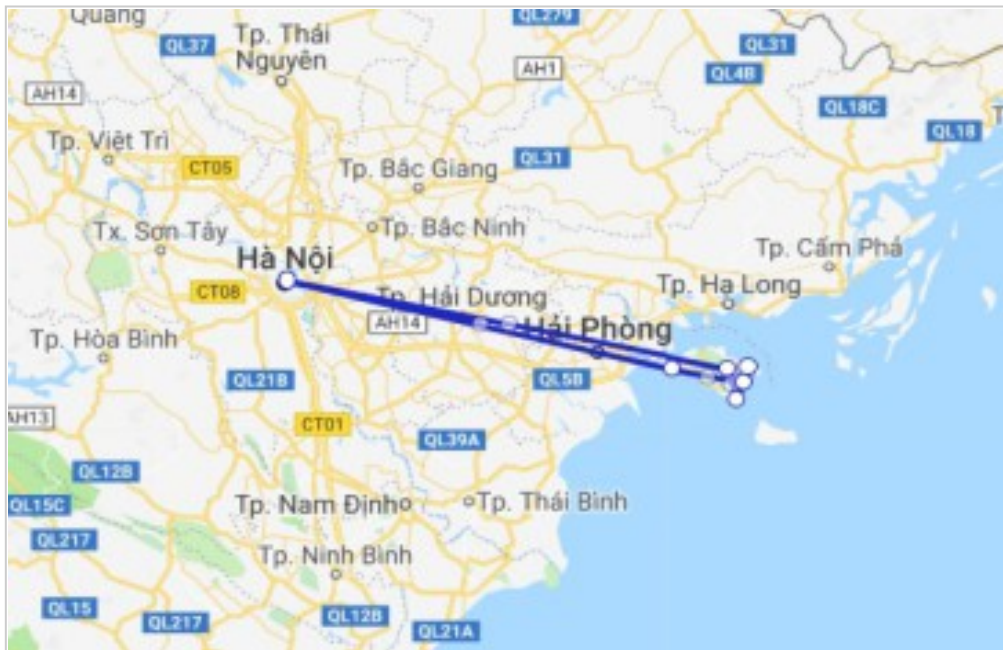 Quang
QL279
QL37
Tp. Thái
Nguyên
QL31
AH1
QL4B
AH14
QL18C
Tp. Việt Trì
QL18
CT05
QL31
Tp. Bắc Giang
Tx. Sơn Tây
Tp. Bắc Ninh
Hà Nội
Tp. Cẩm Phả
CT08
Tp. Hải Dương
Tp. Hạ Long
AH14
Hải Phòng
Tp. Hòa Bình
QL21B
QL5B
AH13
CT01
QL39A
QL12B
QL15C
Tp. Nam Định
Tp. Thái Bình
QL217
Tp. Ninh Bình
QL15
QL217
QL12B
QL21A